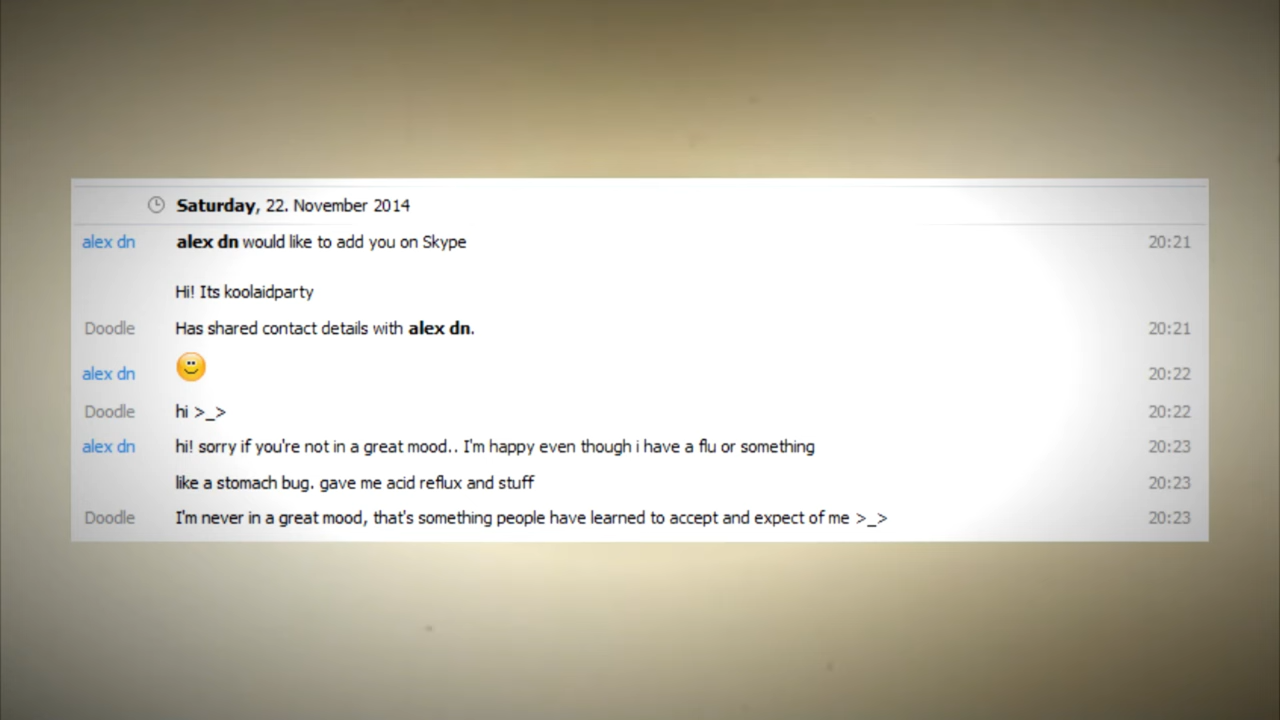 Saturday, 22. November 2014
alex dn alex dn would like to add you on Skype 20:21
Hi! Its koolaidparty
Doodle Has shared contact details with alex dn. 20:21
alex dn 20:22
Doodle hi >_> 20:22
alex dn hi! sorry if you're not in a great mood.. I'm happy even though i have a flu or something 20:23
like a stomach bug. gave me acid reflux and stuff 20:23
Doodle I'm never in a great mood, that's something people have learned to accept and expect of me >_> 20:23